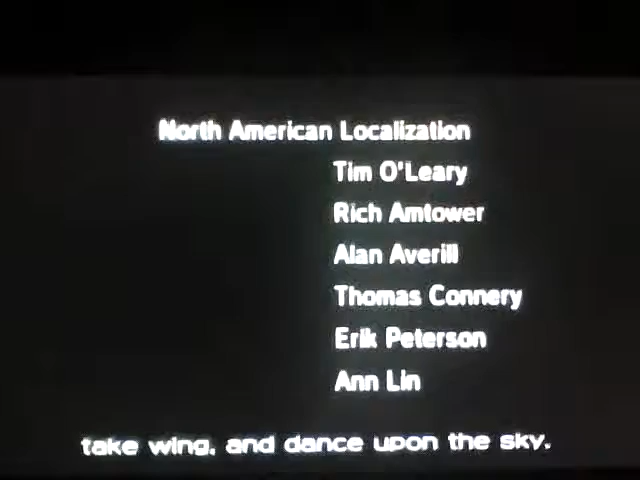 North American Localization
Tim O'Leary
Rich Amtower
Alan Averill
Thomas Connery
Erik Peterson
Ann Lin
take wing, and dance upon the sky.